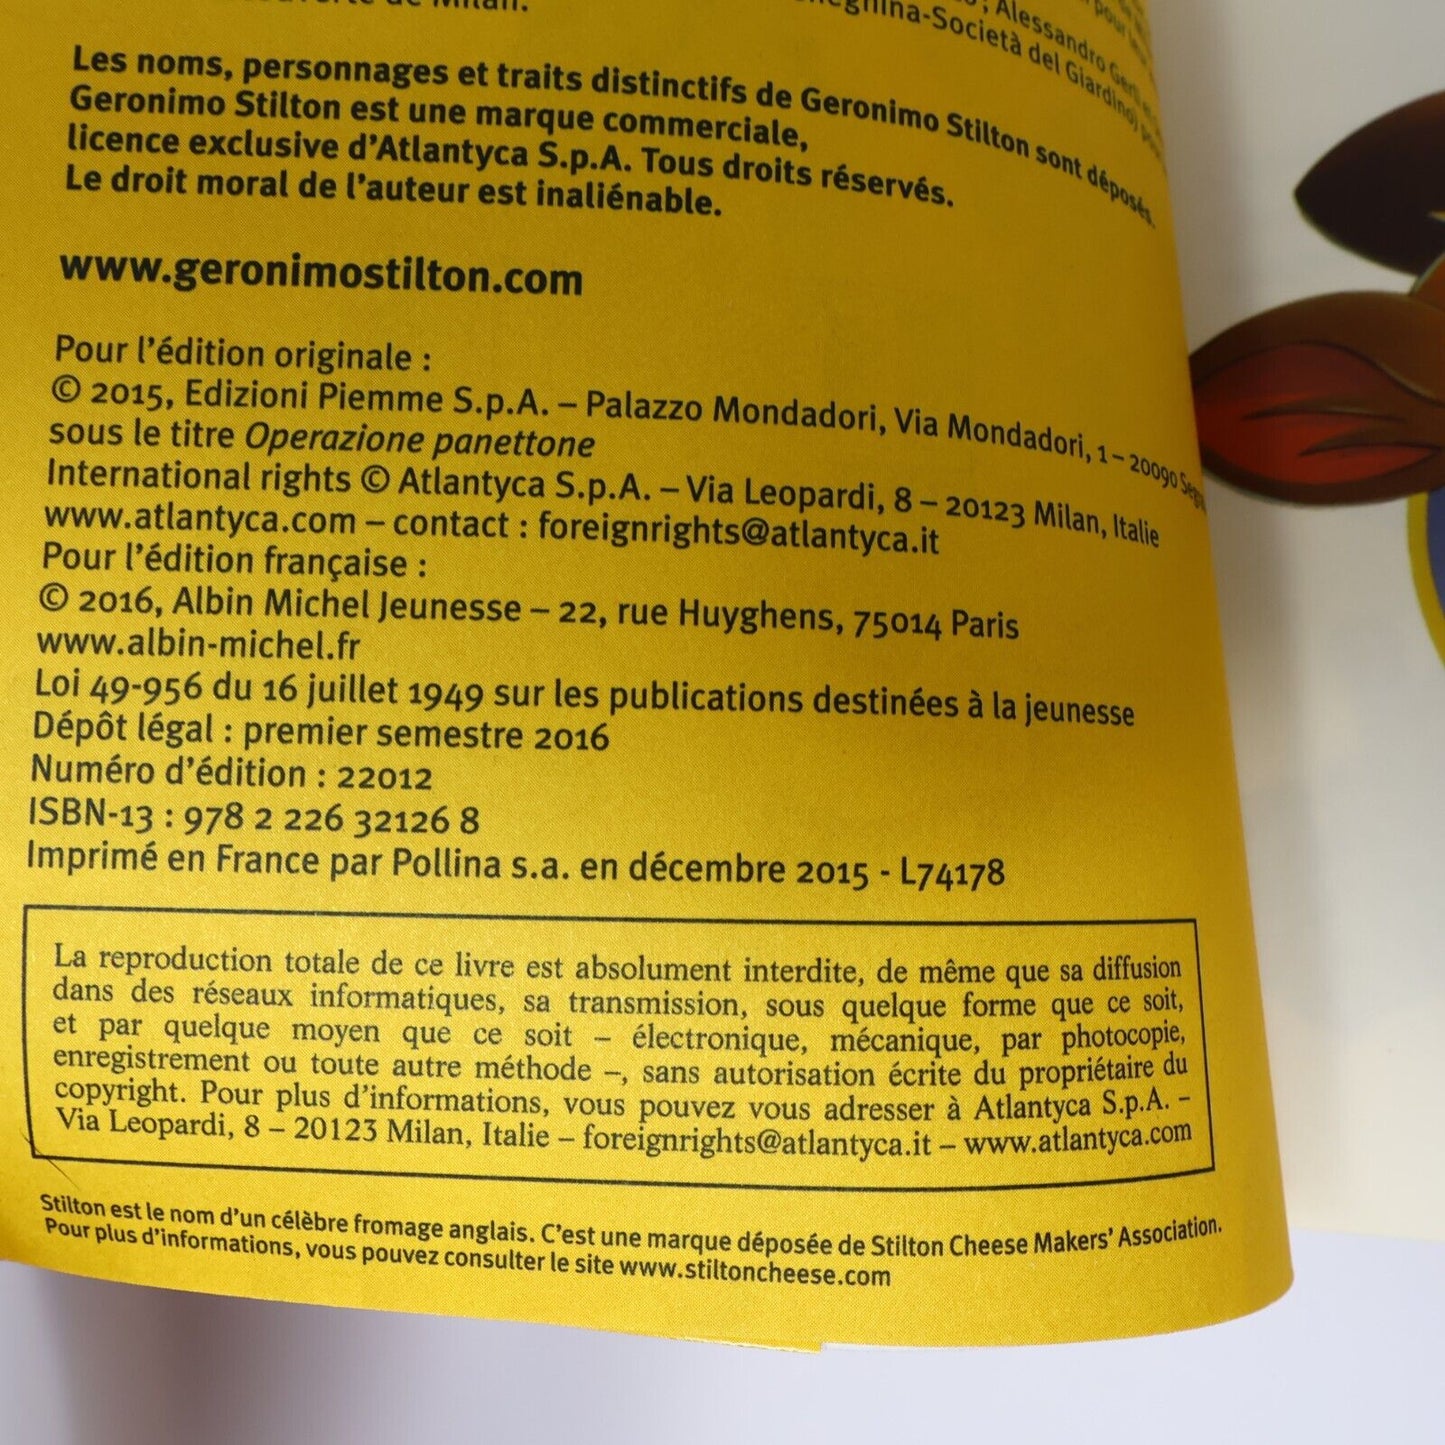 de Milan.
; Alessandro
-Società del Giardino)
Les noms, personnages et traits distinctifs de Geronimo Stilton sont déposés.
Geronimo Stilton est une marque commerciale,
licence exclusive d'Atlantyca S.p.A. Tous droits réservés.
Le droit moral de l'auteur est inaliénable.
www.geronimostilton.com
Pour l'édition originale :
© 2015, Edizioni Piemme S.p.A. – Palazzo Mondadori, Via Mondadori, 1 – 20090
sous le titre Operazione panettone
International rights © Atlantyca S.p.A. – Via Leopardi, 8 – 20123 Milan, Italie
www.atlantyca.com – contact : foreignrights@atlantyca.it
Pour l'édition française :
© 2016, Albin Michel Jeunesse – 22, rue Huyghens, 75014 Paris
www.albin-michel.fr
Loi 49-956 du 16 juillet 1949 sur les publications destinées à la jeunesse
Dépôt légal : premier semestre 2016
Numéro d'édition : 22012
ISBN-13 : 978 2 226 32126 8
Imprimé en France par Pollina s.a. en décembre 2015 - L74178
La reproduction totale de ce livre est absolument interdite, de même que sa diffusion
dans des réseaux informatiques, sa transmission, sous quelque forme que ce soit,
et par quelque moyen que ce soit – électronique, mécanique, par photocopie,
enregistrement ou toute autre méthode –, sans autorisation écrite du propriétaire du
copyright. Pour plus d'informations, vous pouvez vous adresser à Atlantyca S.p.A. –
Via Leopardi, 8 – 20123 Milan, Italie – foreignrights@atlantyca.it – www.atlantyca.com
Stilton est le nom d'un célèbre fromage anglais. C'est une marque déposée de Stilton Cheese Makers' Association.
Pour plus d'informations, vous pouvez consulter le site www.stiltoncheese.com